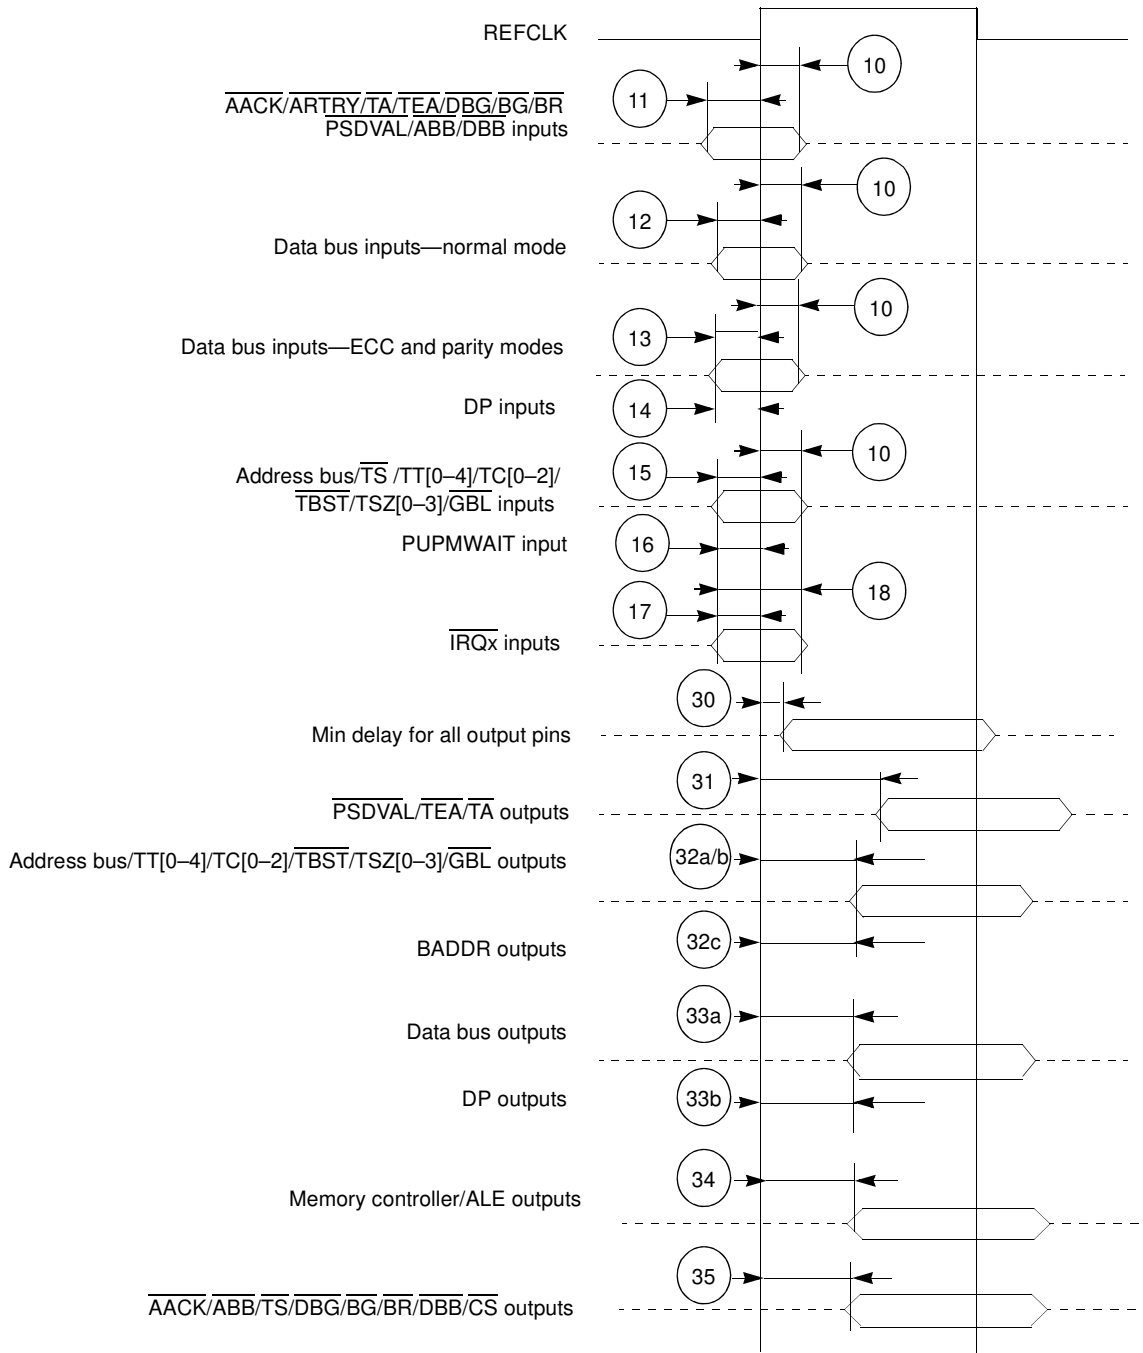 REFCLK
10
11
AACK/ARTRY/TA/TEA/DBG/BG/BR
PSDVAL/ABB/DBB inputs
10
12
Data bus inputs—normal mode
10
13
Data bus inputs—ECC and parity modes
DP inputs
14
10
15
Address bus/TS /TT[0–4]/TC[0–2]/
TBST/TSZ[0–3]/GBL inputs
PUPMWAIT input
16
18
17
IRQx inputs
30
Min delay for all output pins
31
PSDVAL/TEA/TA outputs
Address bus/TT[0–4]/TC[0–2]/TBST/TSZ[0–3]/GBL outputs
32a/b
BADDR outputs
32c
33a
Data bus outputs
DP outputs
33b
34
Memory controller/ALE outputs
35
AACK/ABB/TS/DBG/BG/BR/DBB/CS outputs